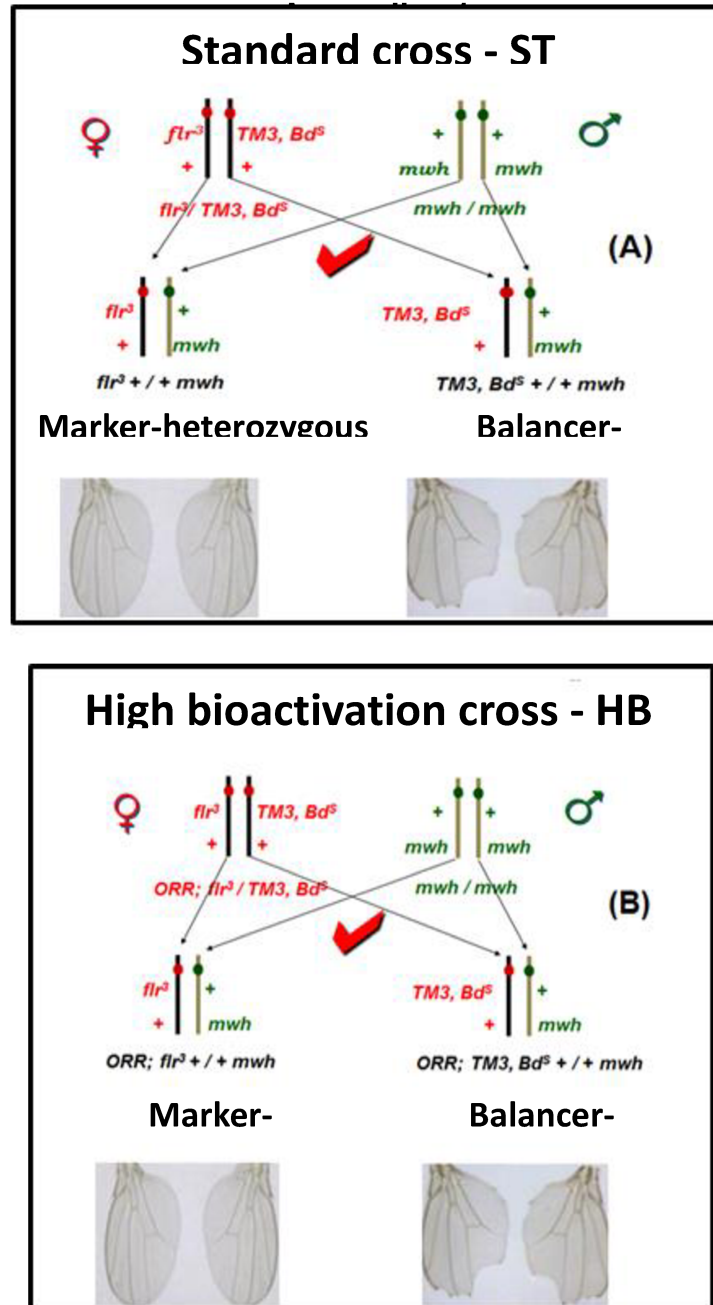 Standard cross - ST
♀ flr³ TM3, Bdˢ + + ♂
+ + mwh mwh
flr³/ TM3, Bdˢ mwh / mwh
(A)
flr³ + TM3, Bdˢ +
+ mwh + mwh
flr³ + / + mwh TM3, Bdˢ + / + mwh
Marker-heterozygous Balancer-
High bioactivation cross - HB
♀ flr³ TM3, Bdˢ + + ♂
+ + mwh mwh
ORR; flr³ / TM3, Bdˢ mwh / mwh
(B)
flr³ + TM3, Bdˢ +
+ mwh + mwh
ORR; flr³ + / + mwh ORR; TM3, Bdˢ + / + mwh
Marker- Balancer-